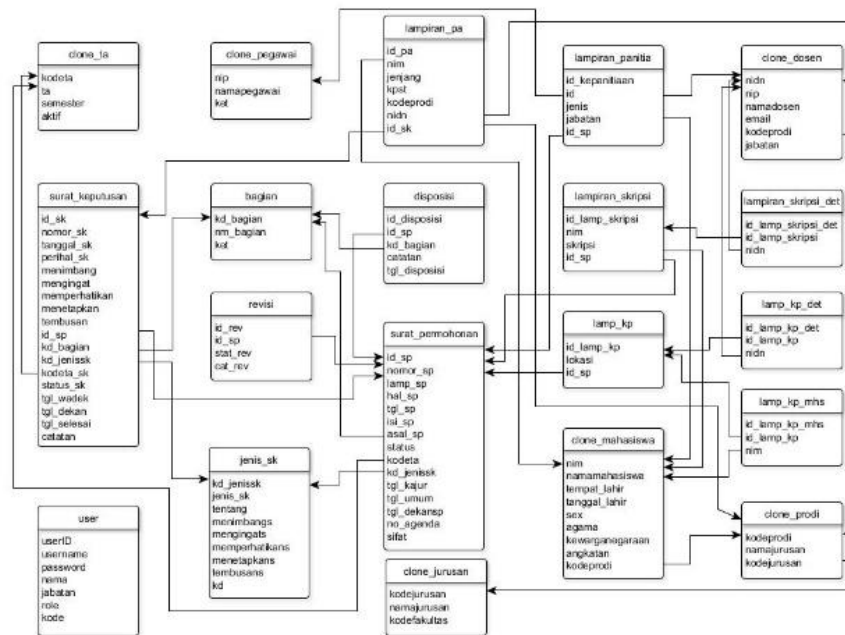 clone_ta
kodeta
ta
semester
aktif
clone_pegawai
nip
namapegawai
kat
lampiran_pa
id_pa
nim
jenjang
kpst
kodeprodi
nidn
id_sk
lampiran_panitia
id_kepanitiaan
id
jenis
jabatan
id_sp
clone_dosen
nidn
nip
namadosen
email
kodeprodi
jabatan
surat_keputusan
id_sk
nomor_sk
tanggal_sk
perihal_sk
menimbang
mengingat
memperhatikan
menetapkan
tembusan
id_sp
kd_bagian
kd_jenissk
kodeta_sk
status_sk
tgl_wadek
tgl_dekan
tgl_selesai
catatan
bagian
kd_bagian
nm_bagian
kat
disposisi
id_disposisi
id_sp
kd_bagian
catatan
tgl_disposisi
lampiran_skripsi
id_lamp_skripsi
nim
skripsi
id_sp
lampiran_skripsi_det
id_lamp_skripsi_det
id_lamp_skripsi
nidn
revisi
id_rev
id_sp
stat_rev
cat_rev
surat_permohonan
id_sp
nomor_sp
lamp_sp
hal_sp
tgl_sp
isi_sp
asal_sp
status
kodeta
kd_jenissk
tgl_kajur
tgl_umum
tgl_dekansp
no_agenda
sifat
lamp_kp
id_lamp_kp
lokasi
id_sp
lamp_kp_det
id_lamp_kp_det
id_lamp_kp
nidn
lamp_kp_mhs
id_lamp_kp_mhs
id_lamp_kp
nim
jenis_sk
kd_jenissk
jenis_sk
tentang
menimbangs
mengingats
memperhatikans
menetapkans
tembusans
kd
clone_mahasiswa
nim
namamahasiswa
tempat_lahir
tanggal_lahir
sex
agama
kewarganegaraan
angkatan
kodeprodi
clone_prodi
kodeprodi
namajurusan
kodejurusan
user
userID
username
password
nama
jabatan
role
kode
clone_jurusan
kodejurusan
namajurusan
kodefakultas